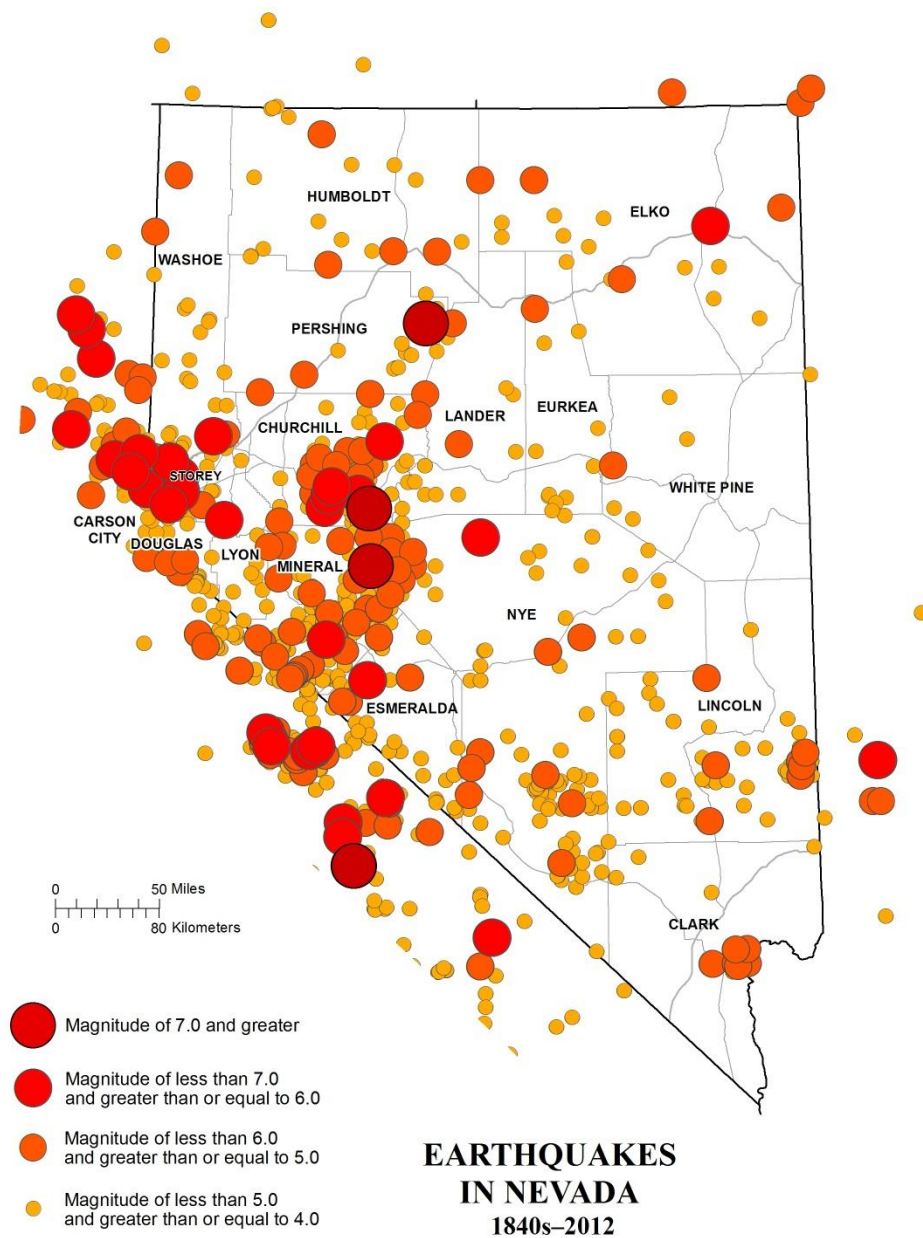 HUMBOLDT
ELKO
WASHOE
PERSHING
LANDER
EURKEA
CHURCHILL
STOREY
WHITE PINE
CARSON
CITY
DOUGLAS
LYON
MINERAL
NYE
ESMERALDA
LINCOLN
CLARK
0 50 Miles
0 80 Kilometers
Magnitude of 7.0 and greater
Magnitude of less than 7.0
and greater than or equal to 6.0
Magnitude of less than 6.0
and greater than or equal to 5.0
Magnitude of less than 5.0
and greater than or equal to 4.0
EARTHQUAKES
IN NEVADA
1840s–2012